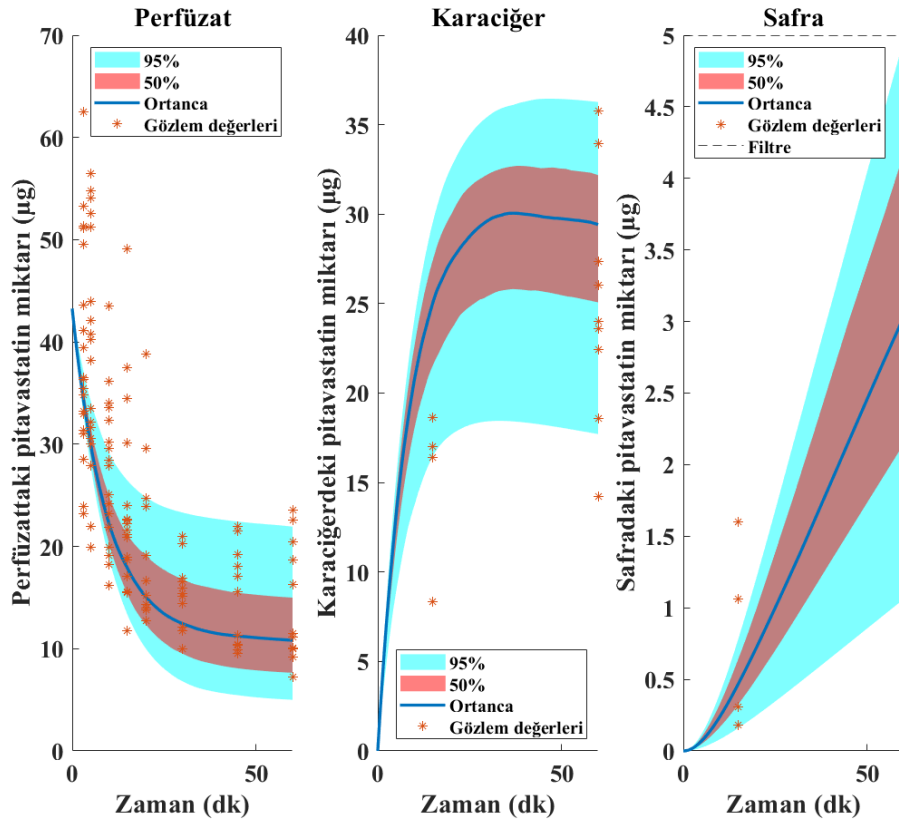 Perfüzat
Perfüzattaki pitavastatin miktarı (µg)
70
60
50
40
30
20
10
0
95%
50%
Ortanca
Gözlem değerleri
0
50
Zaman (dk)
Karaciğer
Karaciğerdeki pitavastatin miktarı (µg)
40
35
30
25
20
15
10
5
0
95%
50%
Ortanca
Gözlem değerleri
0
50
Zaman (dk)
Safra
Safradaki pitavastatin miktarı (µg)
5
4.5
4
3.5
3
2.5
2
1.5
1
0.5
0
95%
50%
Ortanca
Gözlem değerleri
Filtre
0
50
Zaman (dk)